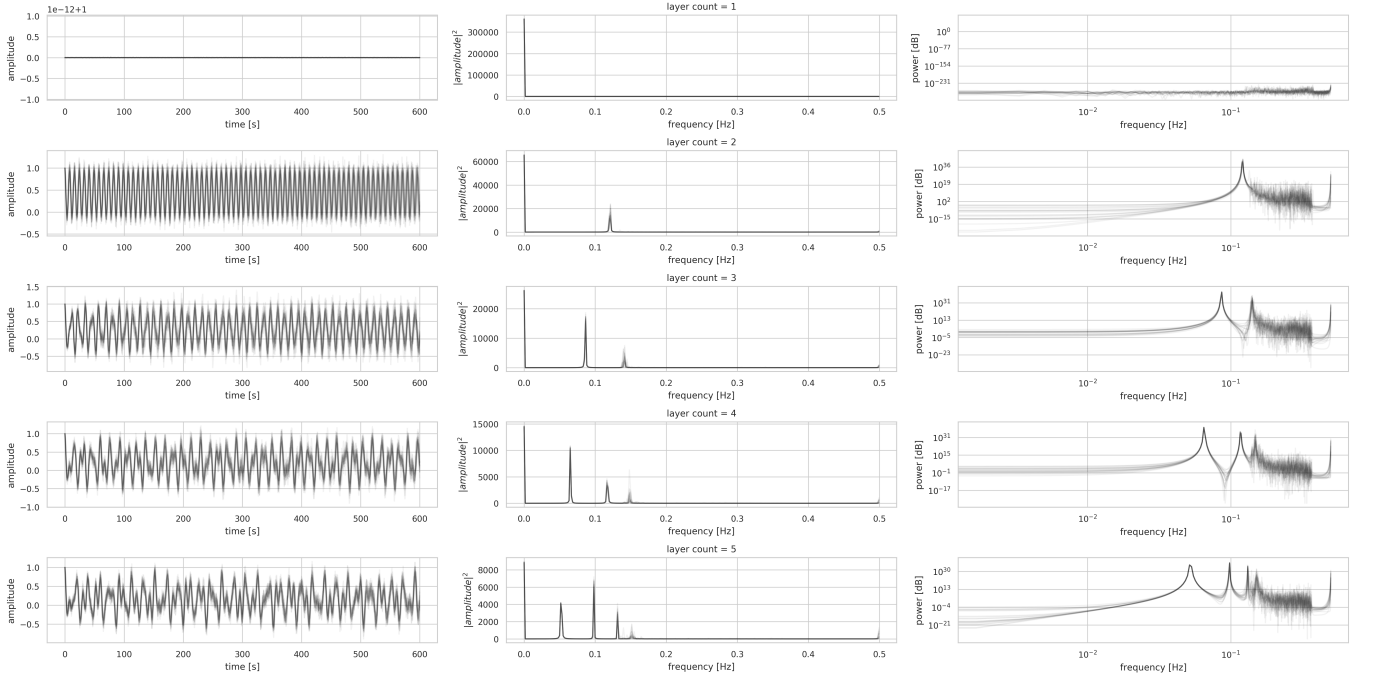 layer count = 1
1e−12+1
1.0
0.5
0.0
−0.5
−1.0
amplitude
0 100 200 300 400 500 600
time [s]
300000
200000
100000
0
|amplitude|²
0.0 0.1 0.2 0.3 0.4 0.5
frequency [Hz]
10⁰
10⁻⁷⁷
10⁻¹⁵⁴
10⁻²³¹
power [dB]
10⁻² 10⁻¹
frequency [Hz]
layer count = 2
1.0
0.5
0.0
−0.5
amplitude
0 100 200 300 400 500 600
time [s]
60000
40000
20000
0
|amplitude|²
0.0 0.1 0.2 0.3 0.4 0.5
frequency [Hz]
10³⁶
10¹⁹
10²
10⁻¹⁵
power [dB]
10⁻² 10⁻¹
frequency [Hz]
layer count = 3
1.5
1.0
0.5
0.0
−0.5
amplitude
0 100 200 300 400 500 600
time [s]
20000
10000
0
|amplitude|²
0.0 0.1 0.2 0.3 0.4 0.5
frequency [Hz]
10³¹
10¹³
10⁻⁵
10⁻²³
power [dB]
10⁻² 10⁻¹
frequency [Hz]
layer count = 4
1.0
0.5
0.0
−0.5
−1.0
amplitude
0 100 200 300 400 500 600
time [s]
15000
10000
5000
0
|amplitude|²
0.0 0.1 0.2 0.3 0.4 0.5
frequency [Hz]
10³¹
10¹⁵
10⁻¹
10⁻¹⁷
power [dB]
10⁻² 10⁻¹
frequency [Hz]
layer count = 5
1.0
0.5
0.0
−0.5
amplitude
0 100 200 300 400 500 600
time [s]
8000
6000
4000
2000
0
|amplitude|²
0.0 0.1 0.2 0.3 0.4 0.5
frequency [Hz]
10³⁰
10¹³
10⁻⁴
10⁻²¹
power [dB]
10⁻² 10⁻¹
frequency [Hz]